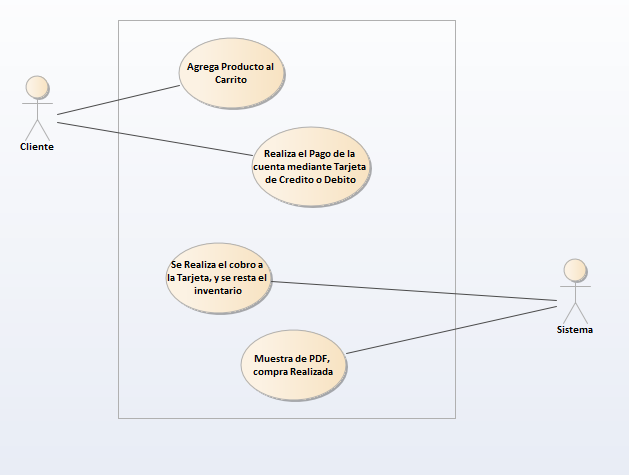 Agrega Producto al
Carrito
Cliente
Realiza el Pago de la
cuenta mediante Tarjeta
de Credito o Debito
Se Realiza el cobro a
la Tarjeta, y se resta el
inventario
Sistema
Muestra de PDF,
compra Realizada